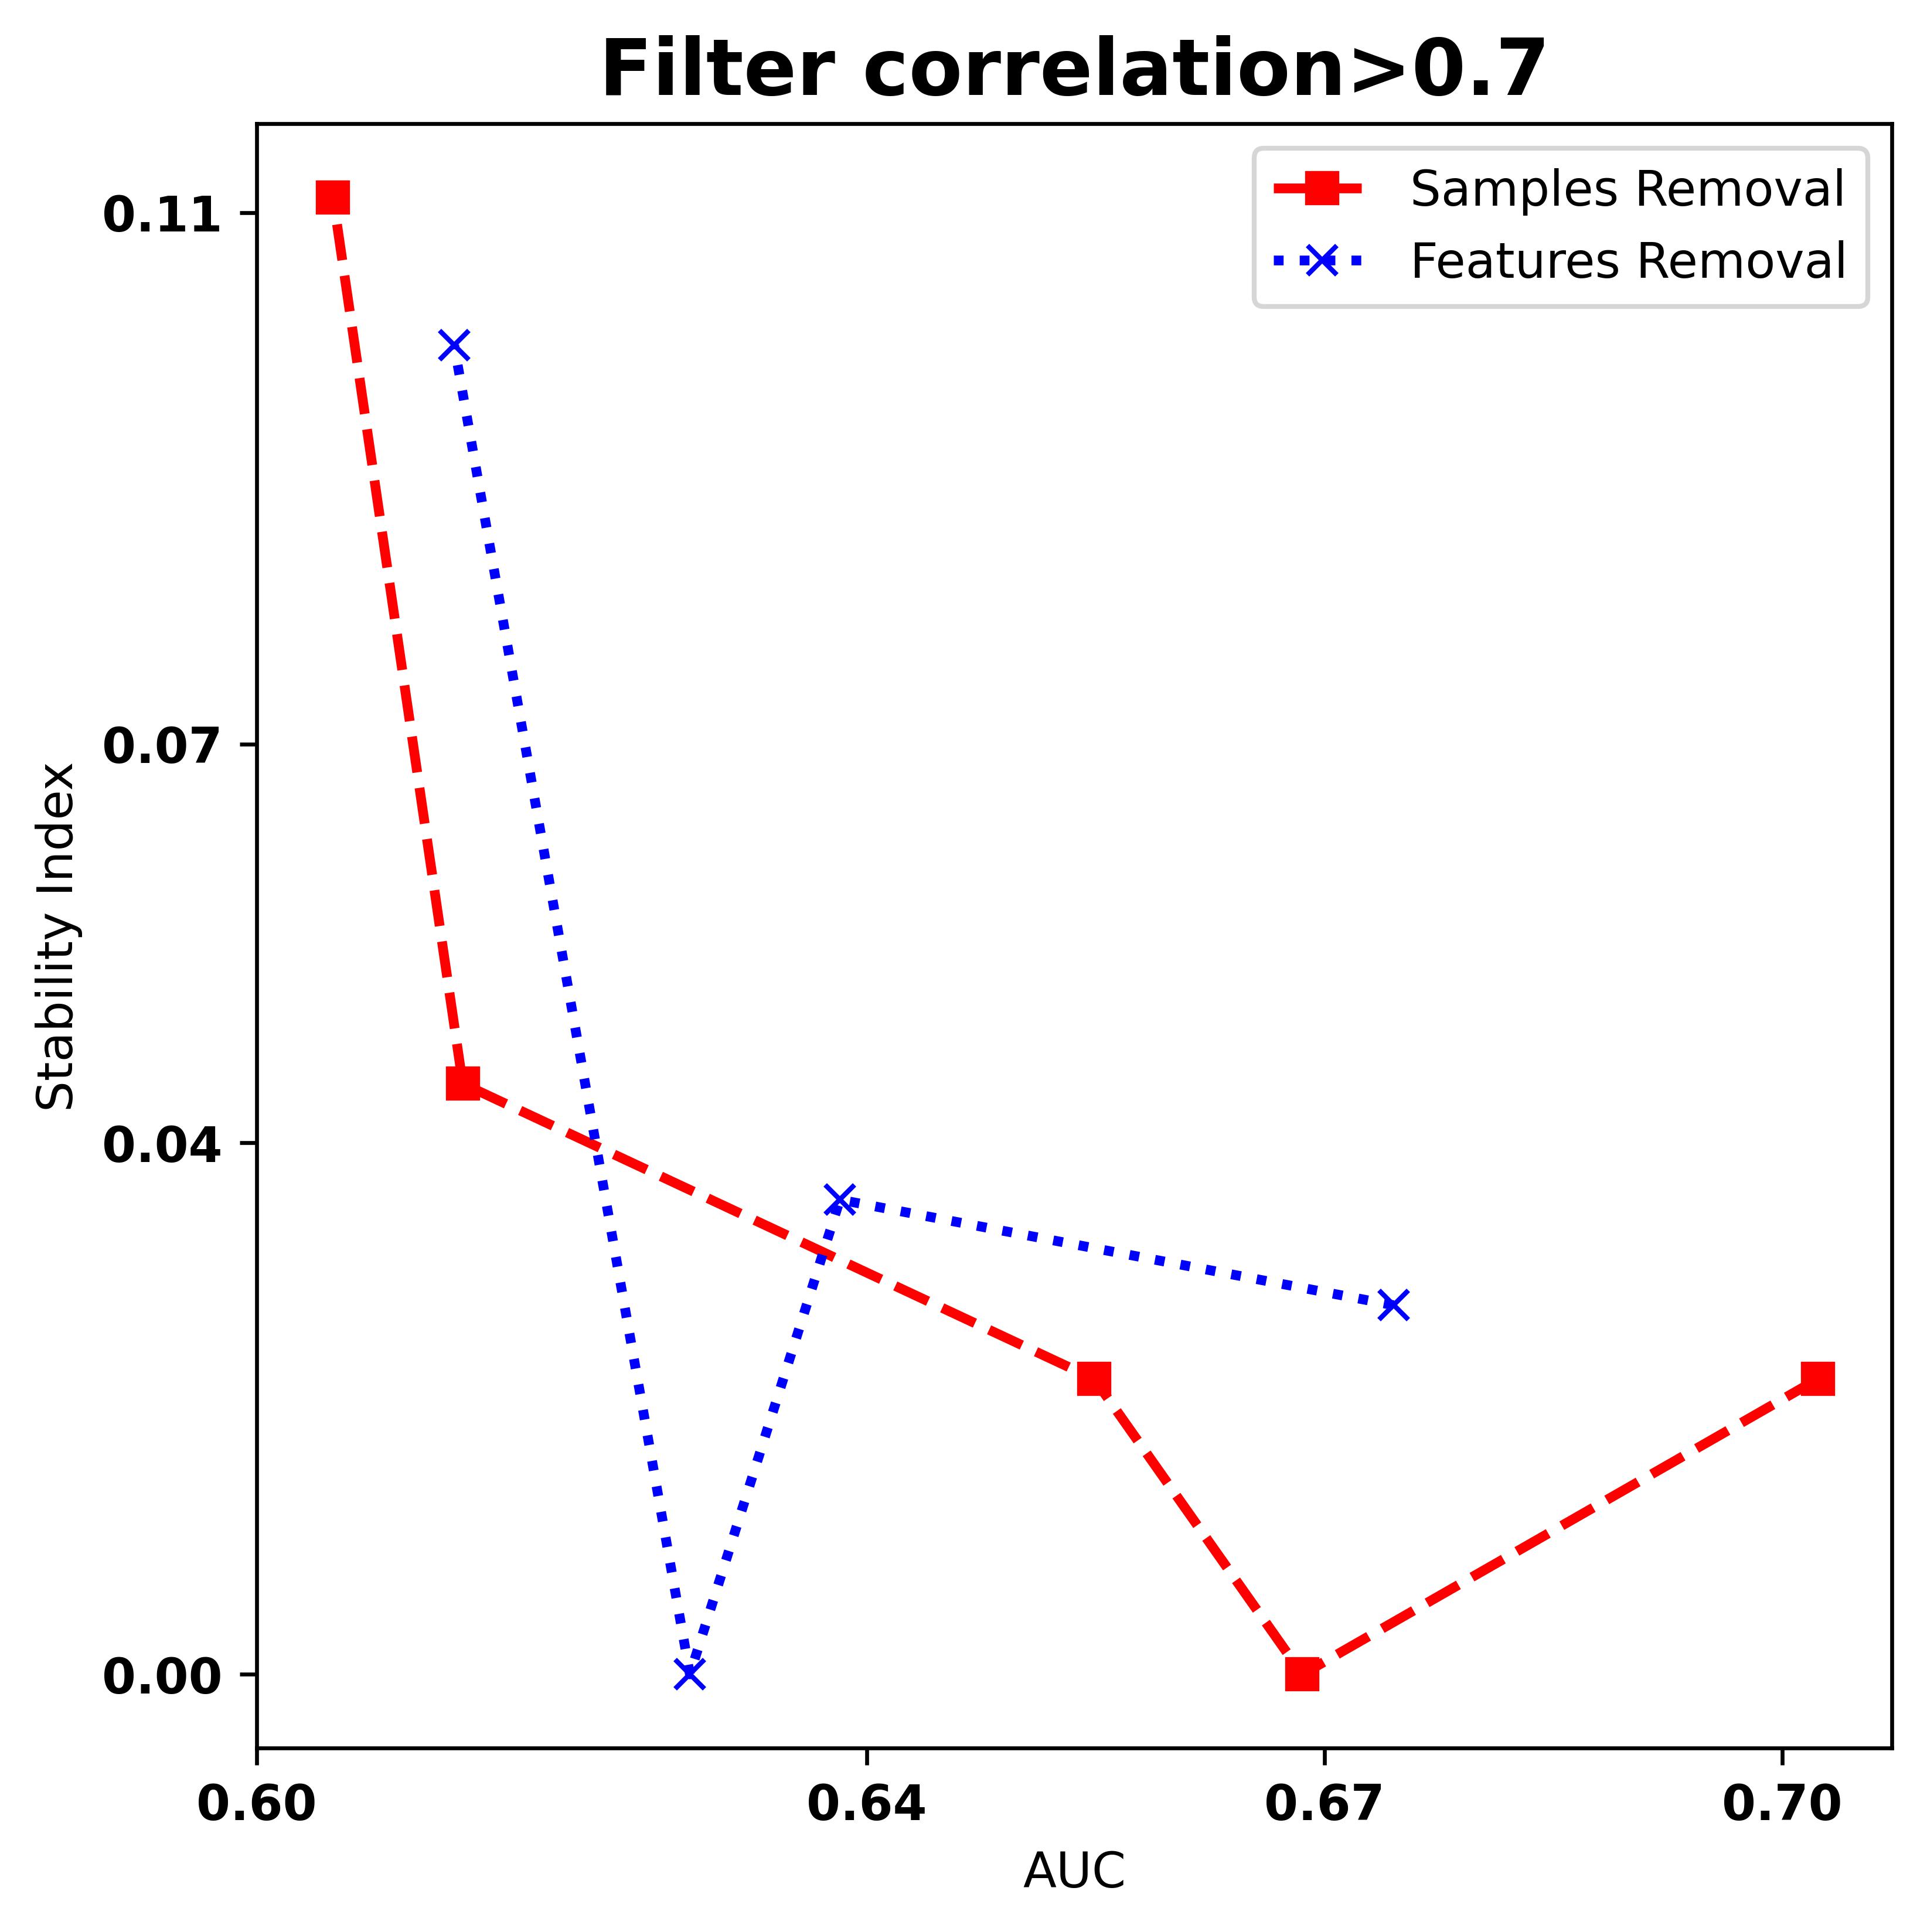 Filter correlation>0.7
Samples Removal
Features Removal
0.11
0.07
0.04
0.00
Stability Index
0.60
0.64
0.67
0.70
AUC